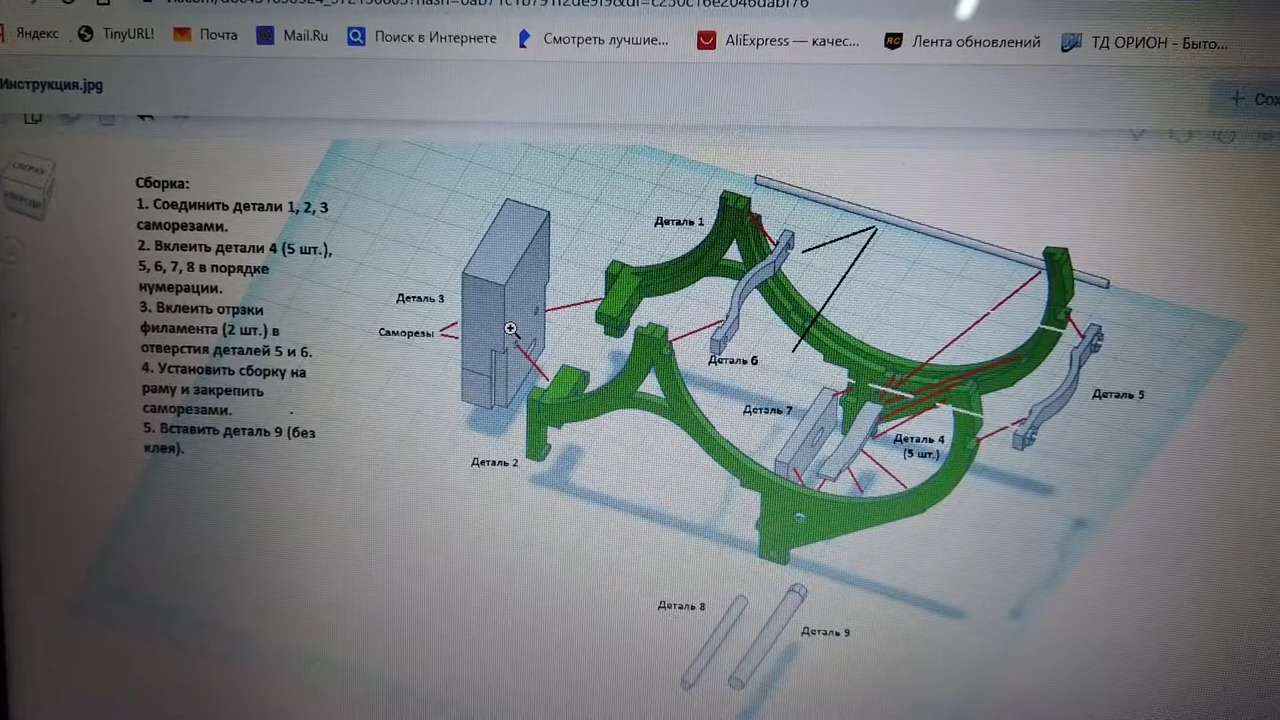 Яндекс
TinyURL!
Почта
Mail.Ru
Поиск в Интернете
Смотреть лучшие...
AliExpress — качес...
RC
Лента обновлений
ТД ОРИОН - Быто...
Инструкция.jpg
СВЕРХУ
Сборка:
1. Соединить детали 1, 2, 3
саморезами.
2. Вклеить детали 4 (5 шт.),
5, 6, 7, 8 в порядке
нумерации.
3. Вклеить отрзки
филамента (2 шт.) в
отверстия деталей 5 и 6.
4. Установить сборку на
раму и закрепить
саморезами.
5. Вставить деталь 9 (без
клея).
Деталь 1
Деталь 3
Саморезы
Деталь 6
Деталь 5
Деталь 7
Деталь 4
(5 шт.)
Деталь 2
Деталь 8
Деталь 9